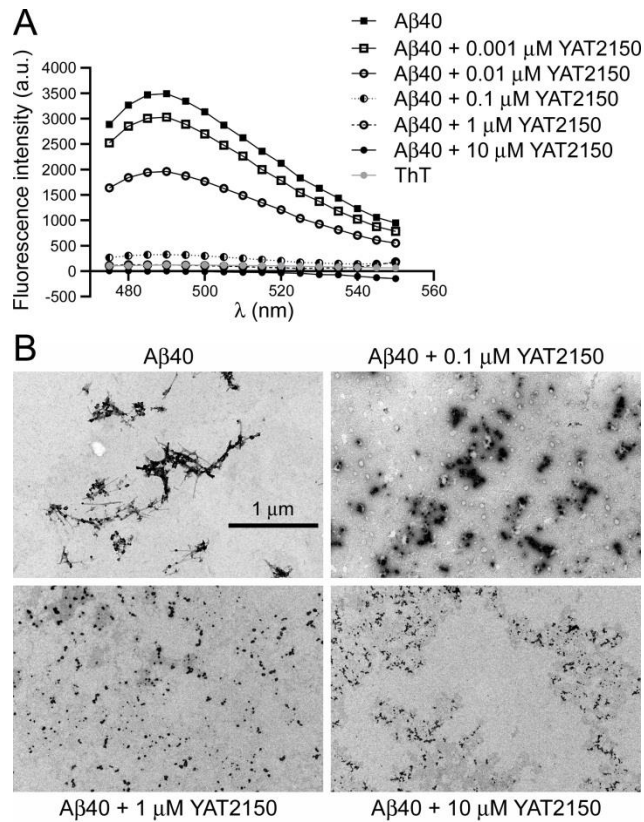 A
Aβ40
Aβ40 + 0.001 μM YAT2150
Aβ40 + 0.01 μM YAT2150
Aβ40 + 0.1 μM YAT2150
Aβ40 + 1 μM YAT2150
Aβ40 + 10 μM YAT2150
ThT
Fluorescence intensity (a.u.)
4000
3500
3000
2500
2000
1500
1000
500
0
-500
480
500
520
540
560
λ (nm)
B
Aβ40
Aβ40 + 0.1 μM YAT2150
1 μm
Aβ40 + 1 μM YAT2150
Aβ40 + 10 μM YAT2150